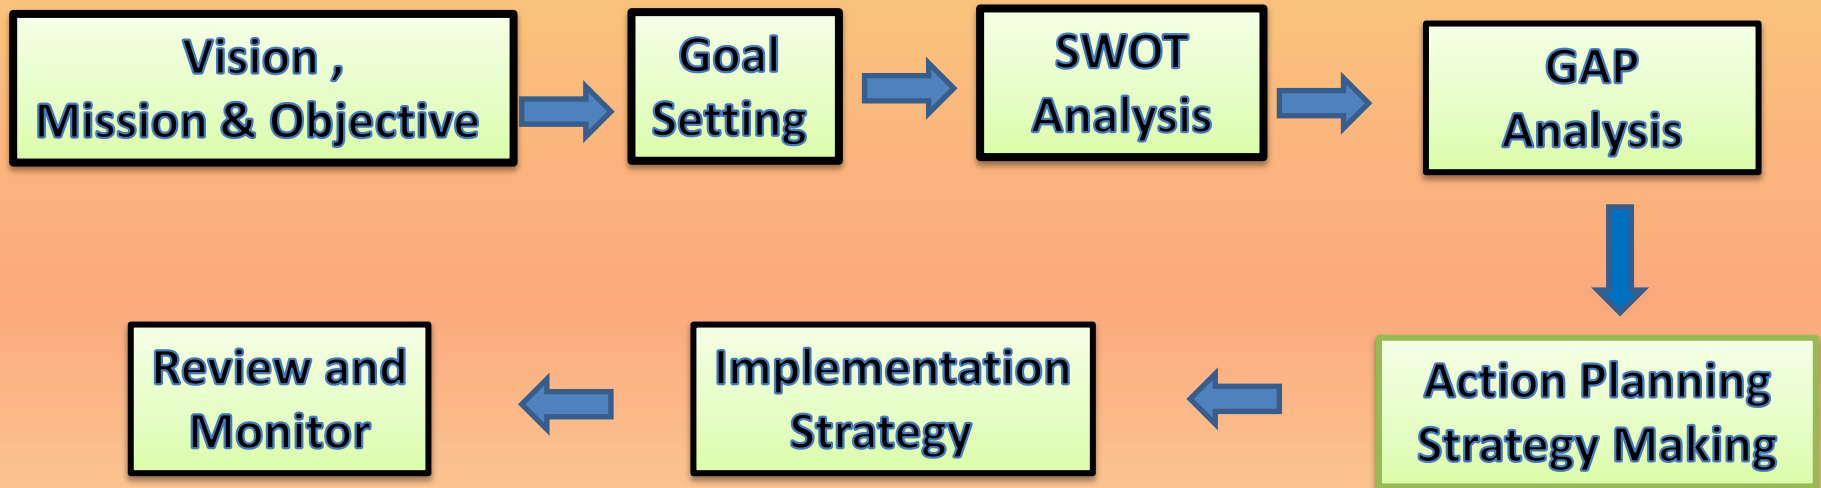 Vision ,
Mission & Objective
Goal
Setting
SWOT
Analysis
GAP
Analysis
Action Planning
Strategy Making
Implementation
Strategy
Review and
Monitor